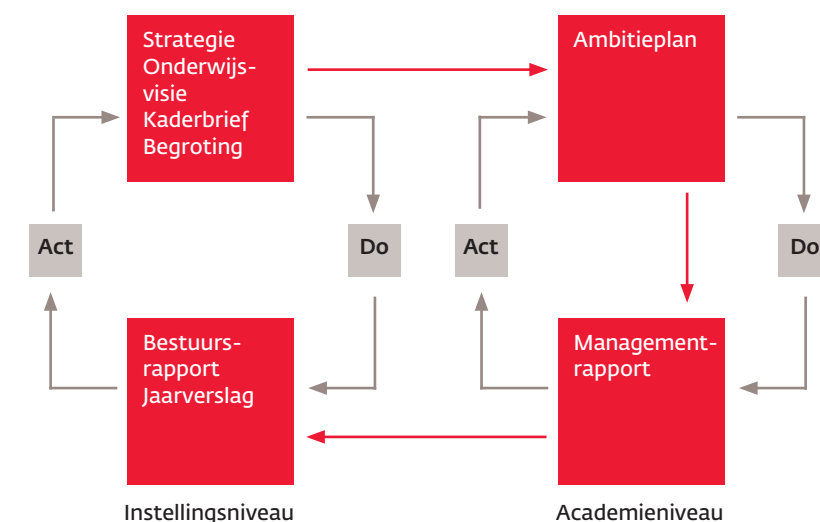 Strategie
Onderwijs-
visie
Kaderbrief
Begroting
Ambitieplan
Act
Do
Act
Do
Bestuurs-
rapport
Jaarverslag
Management-
rapport
Instellingsniveau
Academieniveau